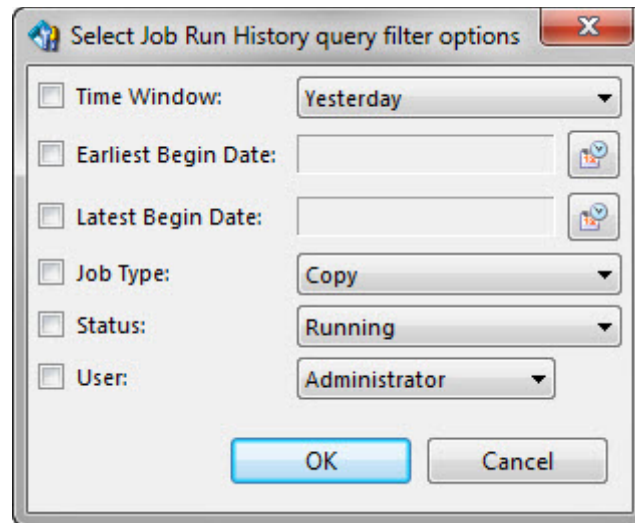 Select Job Run History query filter options
Time Window: Yesterday
Earliest Begin Date:
Latest Begin Date:
Job Type: Copy
Status: Running
User: Administrator
OK Cancel